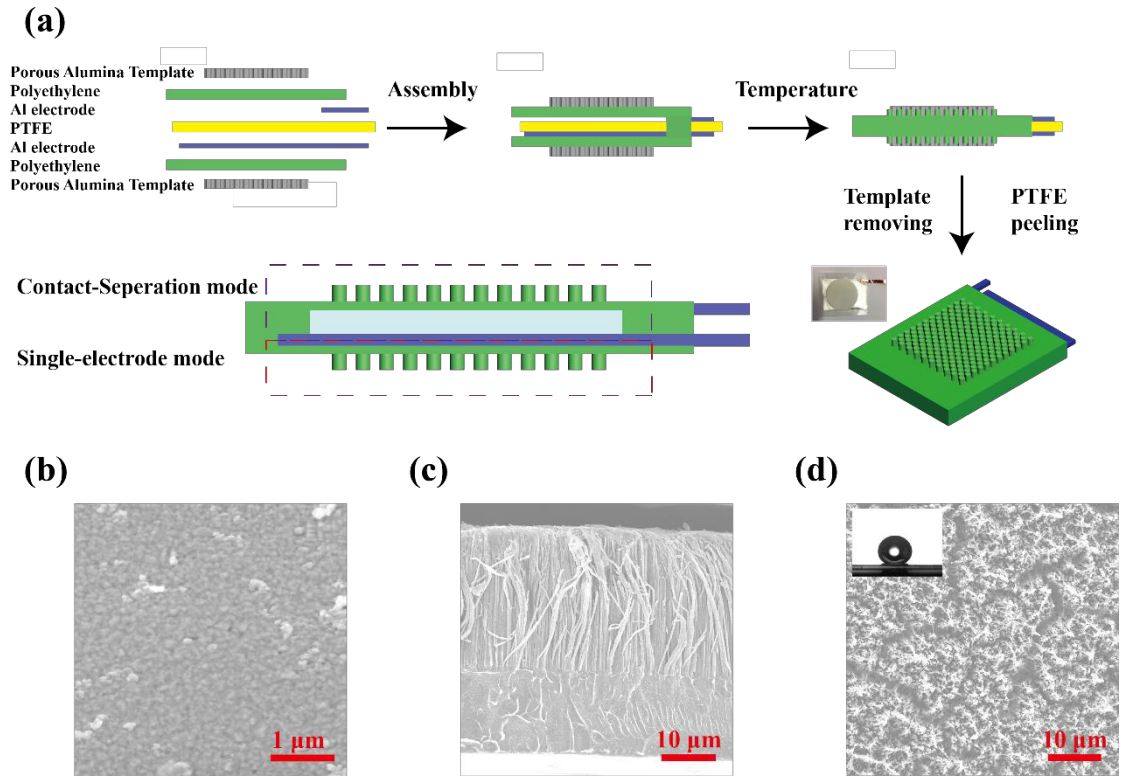 (a)
Porous Alumina Template
Polyethylene
Al electrode
PTFE
Al electrode
Polyethylene
Porous Alumina Template
Assembly
Temperature
Template
removing
PTFE
peeling
Contact-Seperation mode
Single-electrode mode
(b)
(c)
(d)
1 μm
10 μm
10 μm